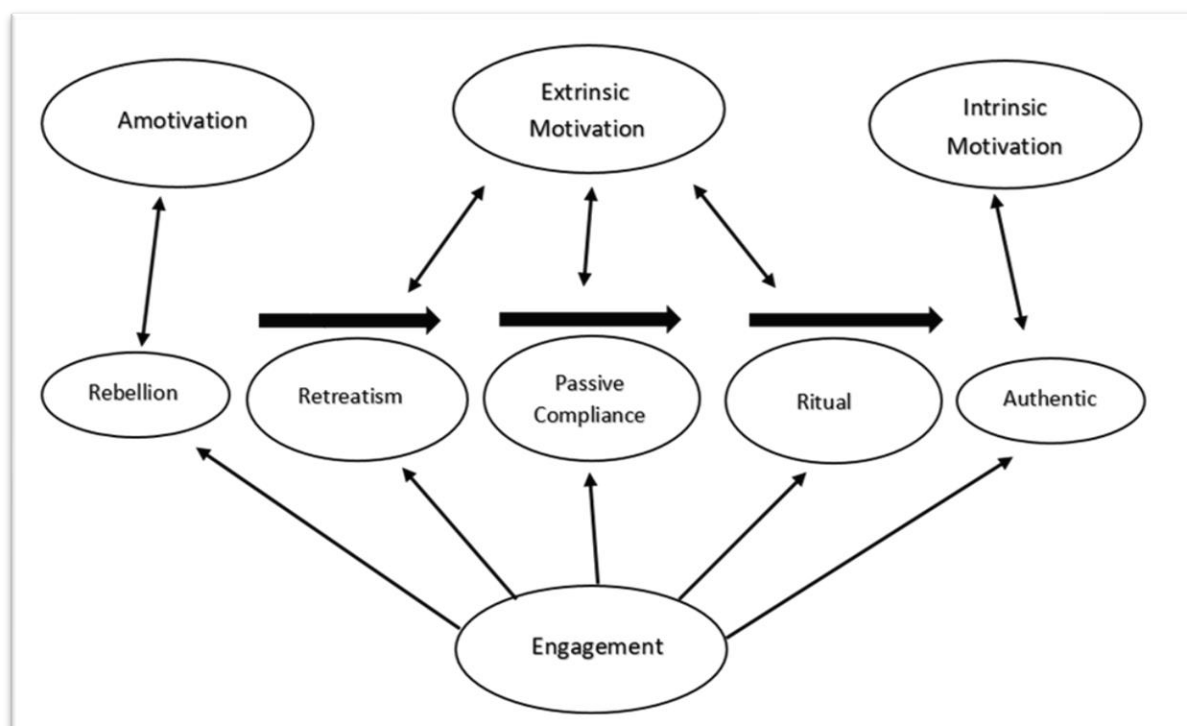 Amotivation
Extrinsic
Motivation
Intrinsic
Motivation
Rebellion
Retreatism
Passive
Compliance
Ritual
Authentic
Engagement